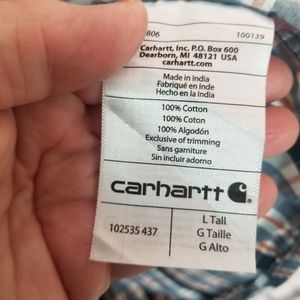 806 100139
Carhartt, Inc. P.O. Box 600
Dearborn, MI 48121 USA
carhartt.com
Made in India
Fabriqué en Inde
Hecho en la India
100% Cotton
100% Coton
100% Algodón
Exclusive of trimming
Sans garniture
Sin incluir adorno
carhartt
102535 437
L Tall
G Taille
G Alto